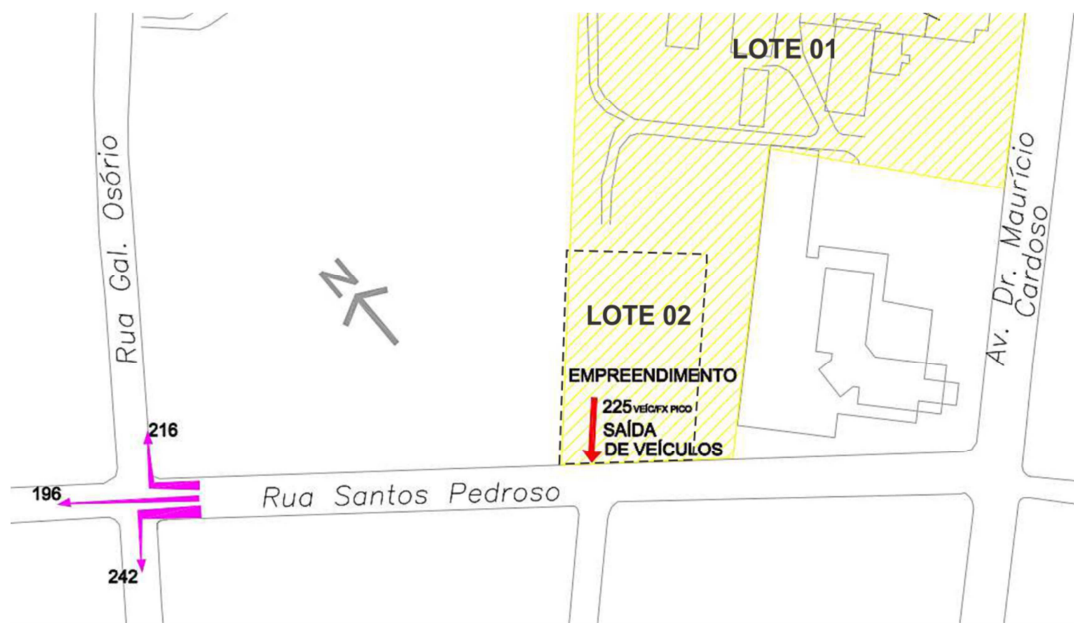 LOTE 01
Rua Gal. Osório
Av. Dr. Maurício
Cardoso
N
LOTE 02
EMPREENDIMENTO
225 VEÍC/FX PICO
SAÍDA
DE VEÍCULOS
216
196
Rua Santos Pedroso
242